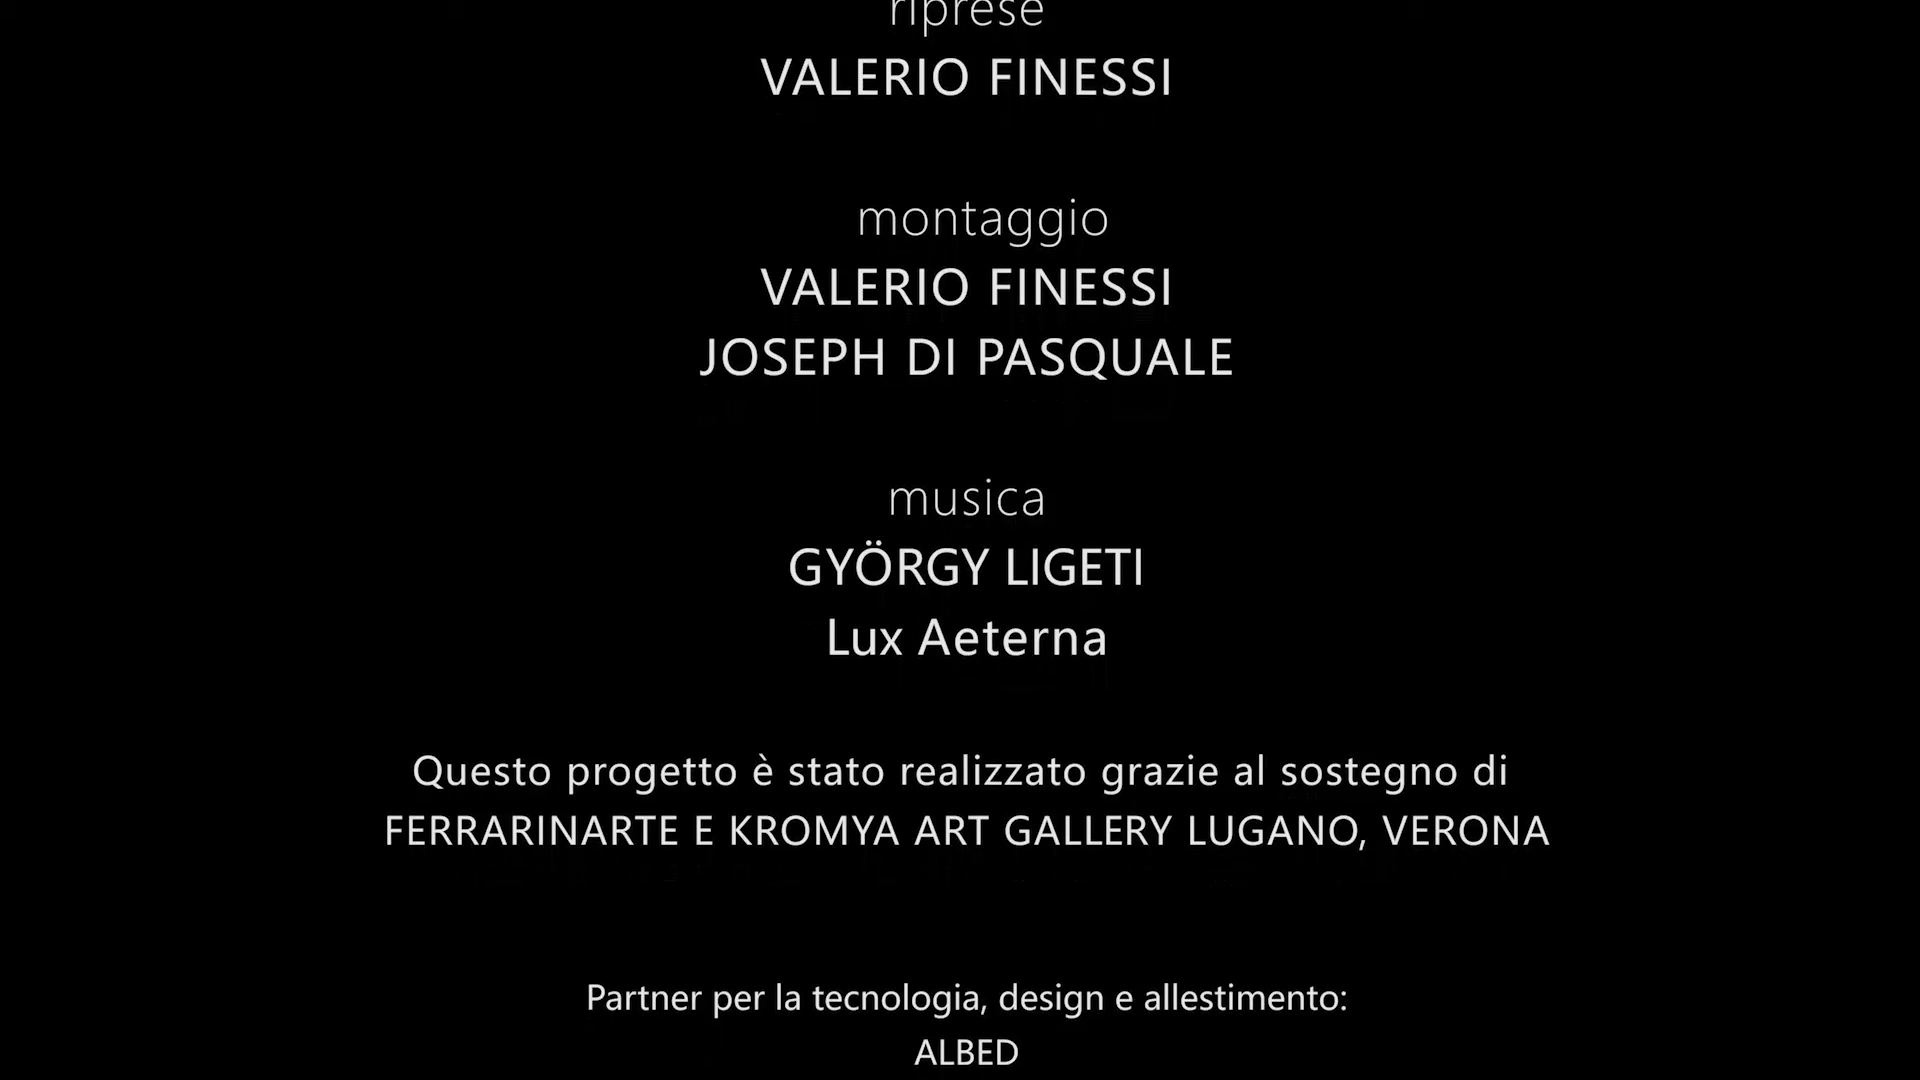 riprese
VALERIO FINESSI
montaggio
VALERIO FINESSI
JOSEPH DI PASQUALE
musica
GYÖRGY LIGETI
Lux Aeterna
Questo progetto è stato realizzato grazie al sostegno di
FERRARINARTE E KROMYA ART GALLERY LUGANO, VERONA
Partner per la tecnologia, design e allestimento:
ALBED